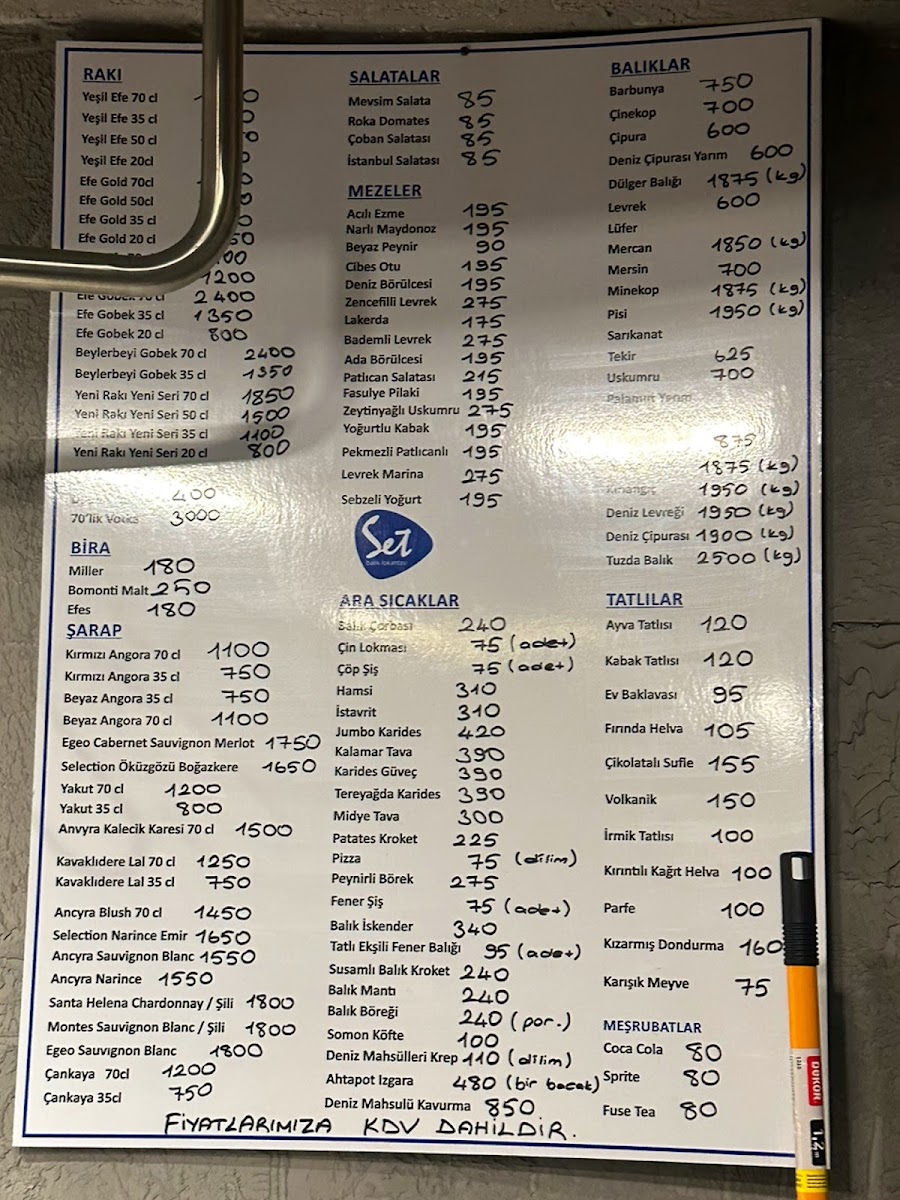 RAKI
Yeşil Efe 70 cl
Yeşil Efe 35 cl
Yeşil Efe 50 cl
Yeşil Efe 20cl
Efe Gold 70cl
Efe Gold 50cl
Efe Gold 35 cl
Efe Gold 20 cl
1200
Efe Gobek 70 cl 2400
Efe Gobek 35 cl 1350
Efe Gobek 20 cl 800
Beylerbeyi Gobek 70 cl 2400
Beylerbeyi Gobek 35 cl 1350
Yeni Rakı Yeni Seri 70 cl 1850
Yeni Rakı Yeni Seri 50 cl 1500
Yeni Rakı Yeni Seri 35 cl 1100
Yeni Rakı Yeni Seri 20 cl 800
400
70'lik Votka 3000
BİRA
Miller 180
Bomonti Malt 250
Efes 180
ŞARAP
Kırmızı Angora 70 cl 1100
Kırmızı Angora 35 cl 750
Beyaz Angora 35 cl 750
Beyaz Angora 70 cl 1100
Egeo Cabernet Sauvignon Merlot 1750
Selection Öküzgözü Boğazkere 1650
Yakut 70 cl 1200
Yakut 35 cl 800
Anvyra Kalecik Karesi 70 cl 1500
Kavaklıdere Lal 70 cl 1250
Kavaklıdere Lal 35 cl 750
Ancyra Blush 70 cl 1450
Selection Narince Emir 1650
Ancyra Sauvignon Blanc 1550
Ancyra Narince 1550
Santa Helena Chardonnay / Şili 1800
Montes Sauvignon Blanc / Şili 1800
Egeo Sauvıgnon Blanc 1800
Çankaya 70cl 1200
Çankaya 35cl 750
SALATALAR
Mevsim Salata 85
Roka Domates 85
Çoban Salatası 85
İstanbul Salatası 85
MEZELER
Acılı Ezme 195
Narlı Maydonoz 195
Beyaz Peynir 90
Cibes Otu 195
Deniz Börülcesi 195
Zencefilli Levrek 275
Lakerda 175
Bademli Levrek 275
Ada Börülcesi 195
Patlıcan Salatası 215
Fasulye Pilaki 195
Zeytinyağlı Uskumru 275
Yoğurtlu Kabak 195
Pekmezli Patlıcanlı 195
Levrek Marina 275
Sebzeli Yoğurt 195
Set
balık lokantası
ARA SICAKLAR
Balık Çorbası 240
Çin Lokması 75 (adet)
Çöp Şiş 75 (adet)
Hamsi 310
İstavrit 310
Jumbo Karides 420
Kalamar Tava 390
Karides Güveç 390
Tereyağda Karides 390
Midye Tava 300
Patates Kroket 225
Pizza 75 (dilim)
Peynirli Börek 275
Fener Şiş 75 (adet)
Balık İskender 340
Tatlı Ekşili Fener Balığı 95 (adet)
Susamlı Balık Kroket 240
Balık Mantı 240
Balık Böreği 240 (por.)
Somon Köfte 100
Deniz Mahsülleri Krep 110 (dilim)
Ahtapot Izgara 480 (bir bacak)
Deniz Mahsulü Kavurma 850
BALIKLAR
Barbunya 750
Çinekop 700
Çipura 600
Deniz Çipurası Yarım 600
Dülger Balığı 1875 (kg)
Levrek 600
Lüfer
Mercan 1850 (kg)
Mersin 700
Minekop 1875 (kg)
Pisi 1950 (kg)
Sarıkanat
Tekir 625
Uskumru 700
Palamut Yarım
875
1875 (kg)
Kırlangıç 1950 (kg)
Deniz Levreği 1950 (kg)
Deniz Çipurası 1900 (kg)
Tuzda Balık 2500 (kg)
TATLILAR
Ayva Tatlısı 120
Kabak Tatlısı 120
Ev Baklavası 95
Fırında Helva 105
Çikolatalı Sufle 155
Volkanik 150
İrmik Tatlısı 100
Kırıntılı Kağıt Helva 100
Parfe 100
Kızarmış Dondurma 160
Karışık Meyve 75
MEŞRUBATLAR
Coca Cola 80
Sprite 80
Fuse Tea 80
FİYATLARIMIZA KDV DAHİLDİR.
DÜKOR
1,2 m